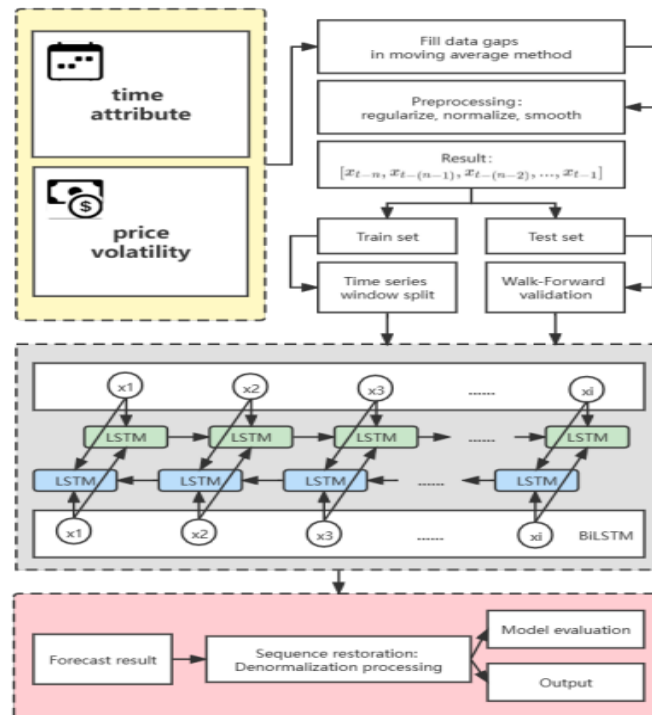 time
attribute
price
volatility
Fill data gaps
in moving average method
Preprocessing:
regularize, normalize, smooth
Result:
[x_{t-n}, x_{t-(n-1)}, x_{t-(n-2)}, ..., x_{t-1}]
Train set
Test set
Time series
window split
Walk-Forward
validation
x1
x2
x3
......
xi
LSTM
LSTM
LSTM
......
LSTM
LSTM
LSTM
LSTM
......
LSTM
x1
x2
x3
......
xi
BiLSTM
Forecast result
Sequence restoration:
Denormalization processing
Model evaluation
Output